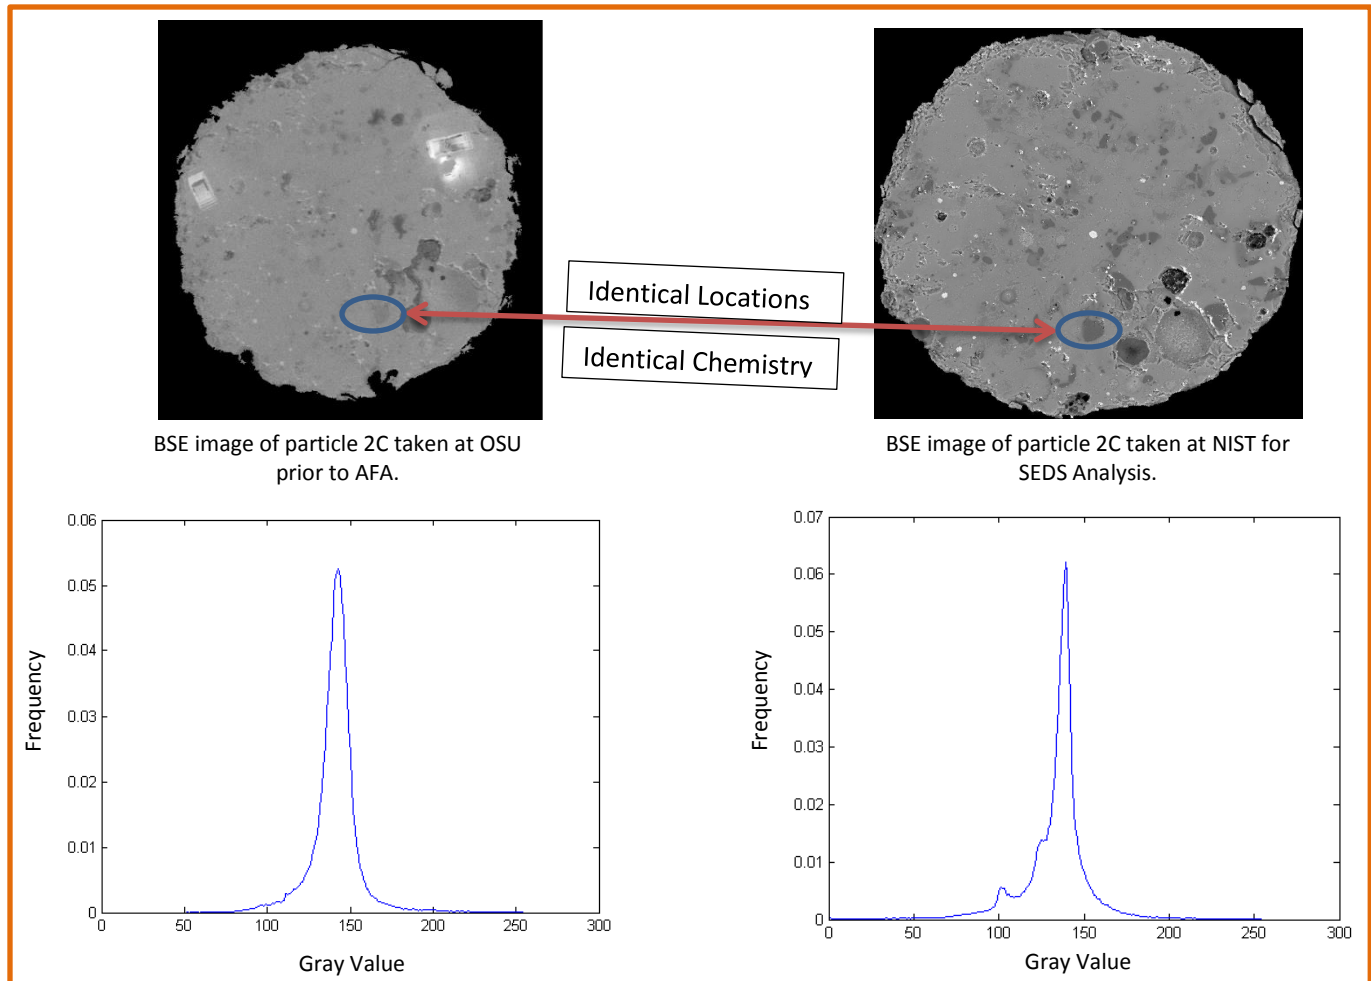 Identical Locations
Identical Chemistry
BSE image of particle 2C taken at OSU
prior to AFA.
BSE image of particle 2C taken at NIST for
SEDS Analysis.
0.06
0.05
0.04
0.03
0.02
0.01
0
0
50
100
150
200
250
300
Frequency
Gray Value
0.07
0.06
0.05
0.04
0.03
0.02
0.01
0
0
50
100
150
200
250
300
Frequency
Gray Value